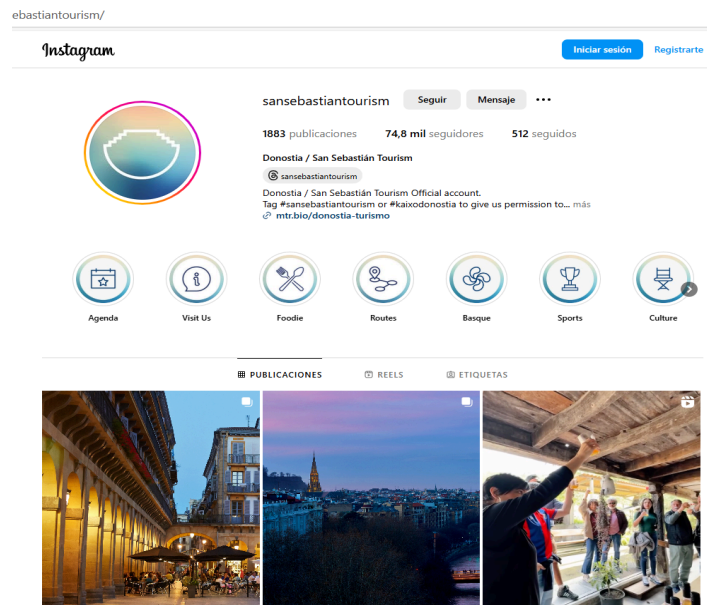 ebastiantourism/
Instagram
Iniciar sesión
Registrarte
sansebastiantourism
Seguir
Mensaje
1883 publicaciones
74,8 mil seguidores
512 seguidos
Donostia / San Sebastián Tourism
sansebastiantourism
Donostia / San Sebastián Tourism Official account.
Tag #sansebastiantourism or #kaixodonostia to give us permission to... más
mtr.bio/donostia-turismo
Agenda
Visit Us
Foodie
Routes
Basque
Sports
Culture
PUBLICACIONES
REELS
ETIQUETAS